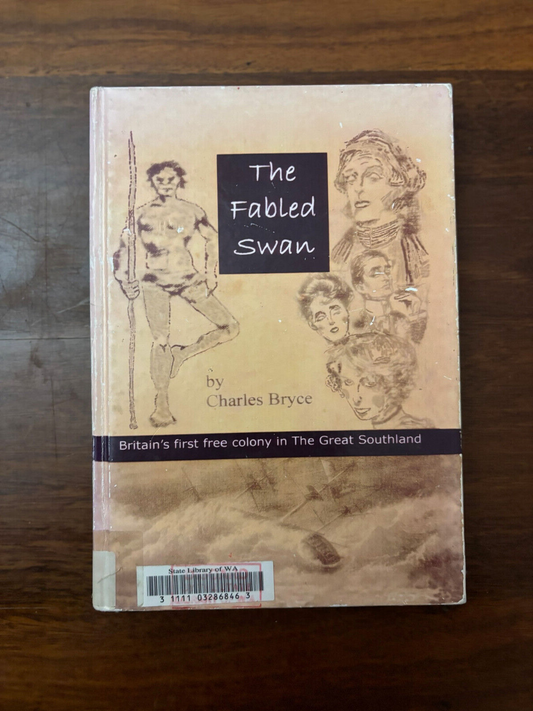 The
Fabled
Swan
by
Charles Bryce
Britain's first free colony in The Great Southland
State Library of WA
3 1111 03286846 3